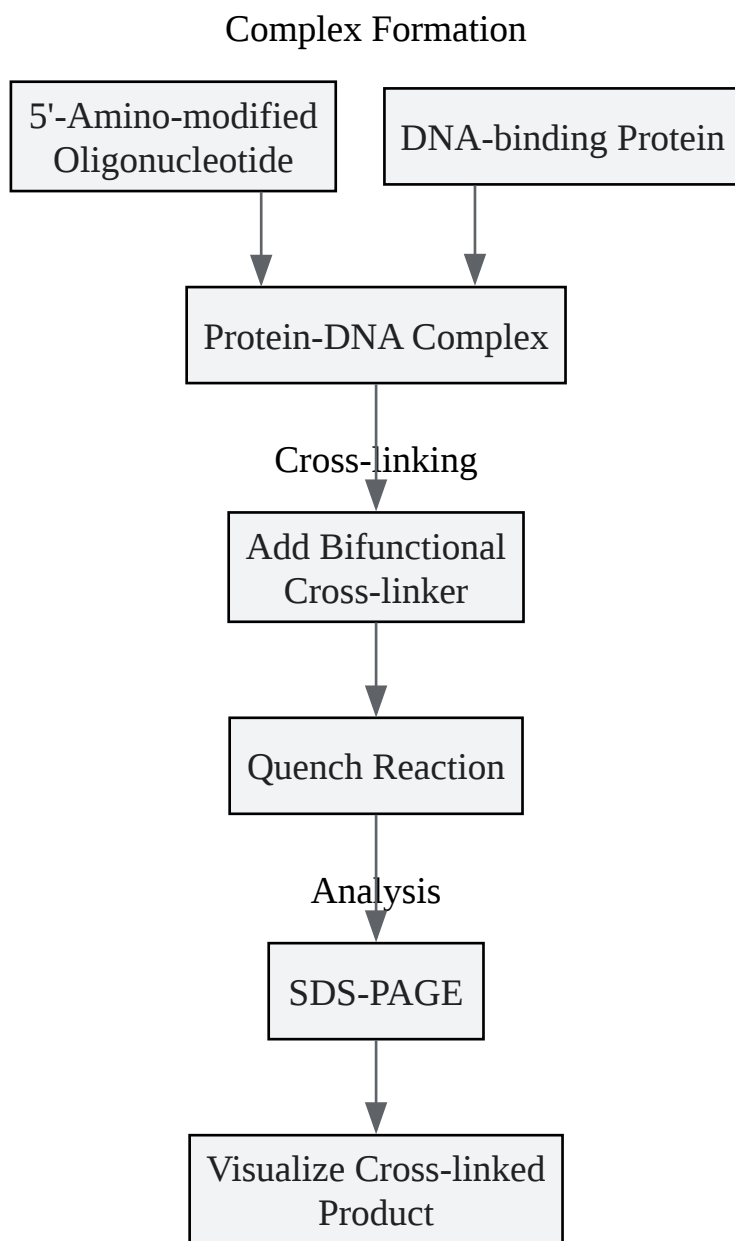 Complex Formation
5'-Amino-modified
Oligonucleotide
DNA-binding Protein
Protein-DNA Complex
Cross-linking
Add Bifunctional
Cross-linker
Quench Reaction
Analysis
SDS-PAGE
Visualize Cross-linked
Product